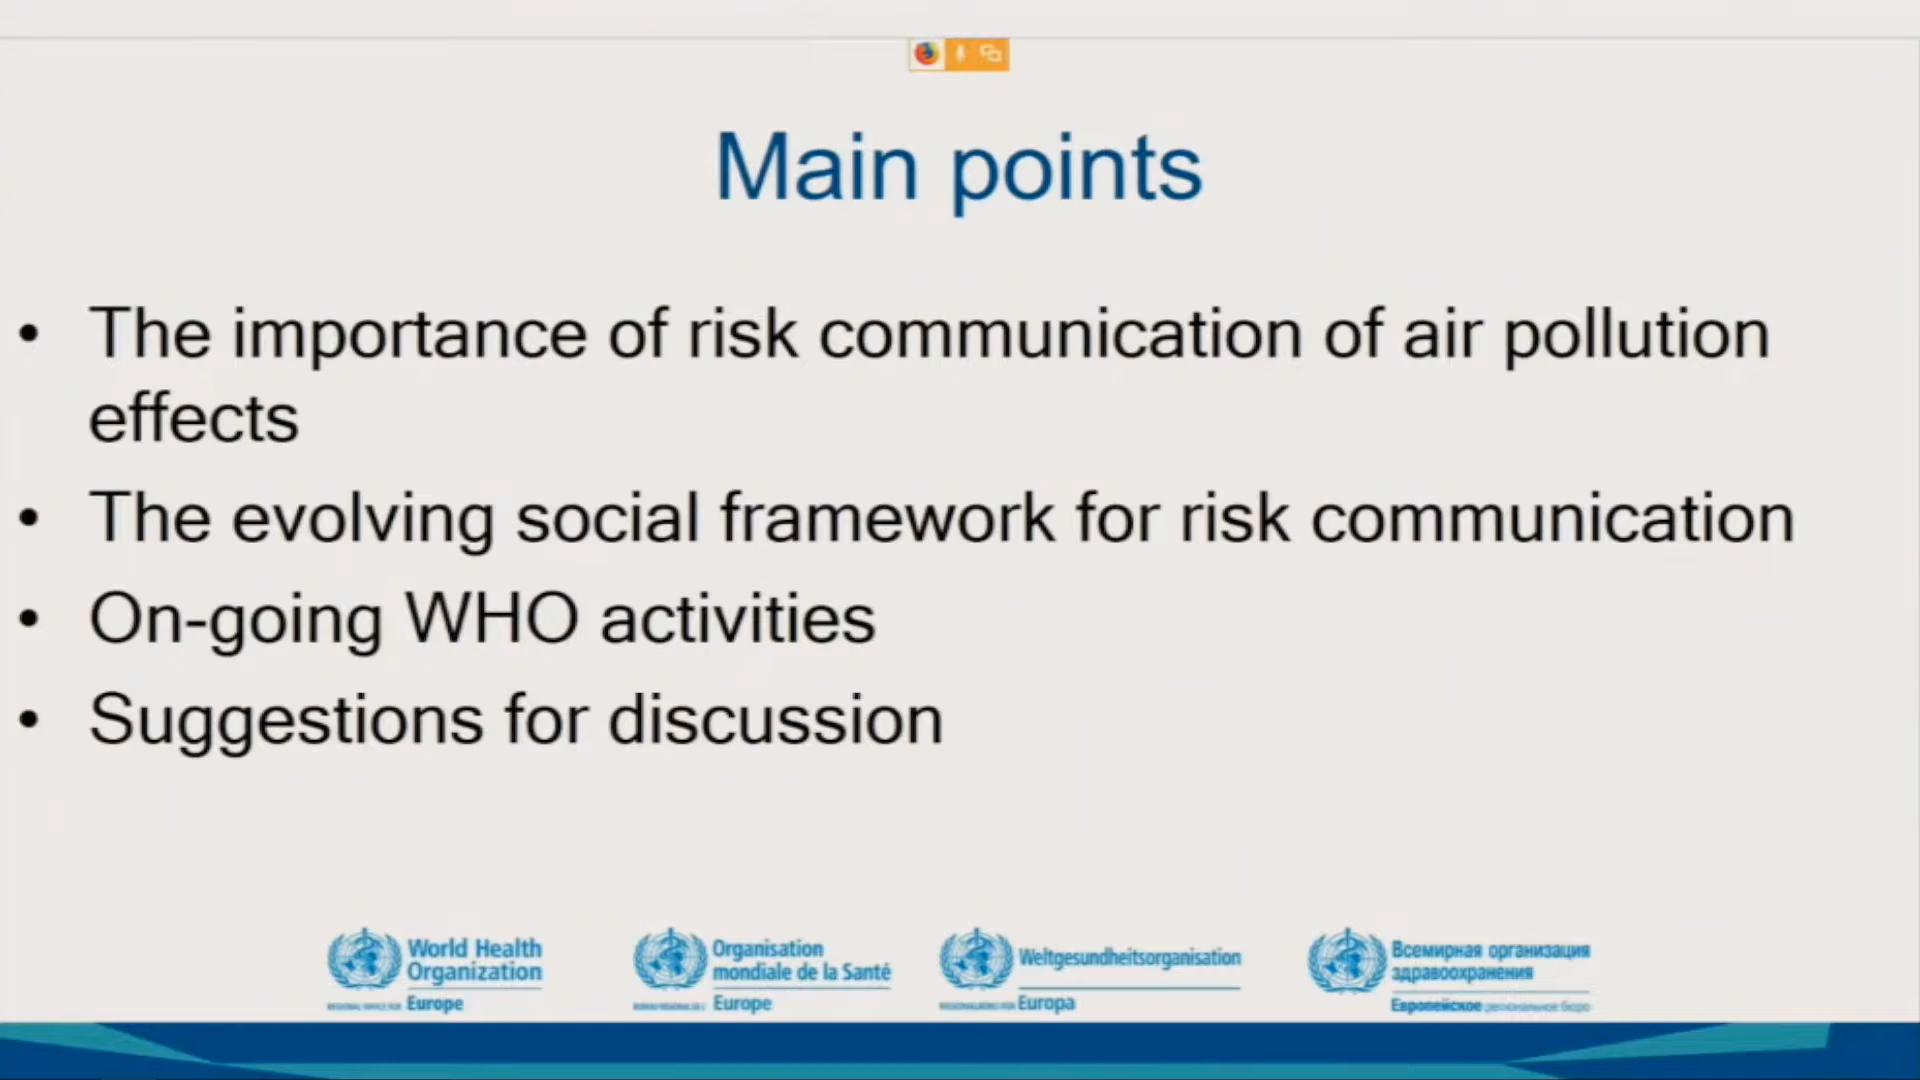 Main points
• The importance of risk communication of air pollution
effects
• The evolving social framework for risk communication
• On-going WHO activities
• Suggestions for discussion
World Health
Organization
REGIONAL OFFICE FOR Europe
Organisation
mondiale de la Santé
BUREAU RÉGIONAL DE L' Europe
Weltgesundheitsorganisation
REGIONALBÜRO FÜR Europa
Всемирная организация
здравоохранения
Европейское региональное бюро